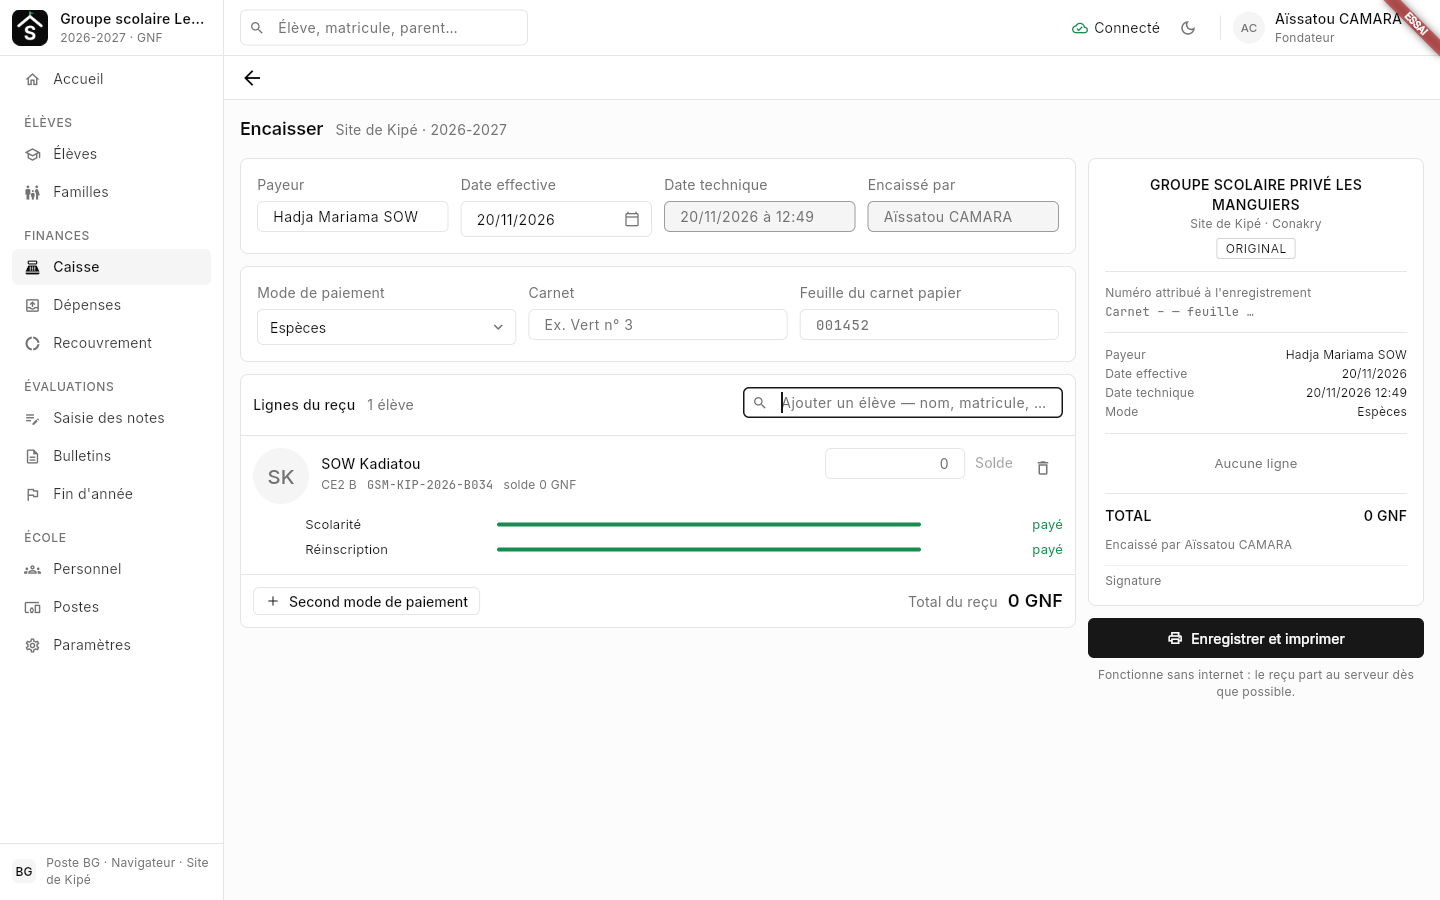 Groupe scolaire Le...
2026-2027 · GNF
Élève, matricule, parent...
Connecté
AC
Aïssatou CAMARA
Fondateur
ESSAI
Accueil
ÉLÈVES
Élèves
Familles
FINANCES
Caisse
Dépenses
Recouvrement
ÉVALUATIONS
Saisie des notes
Bulletins
Fin d'année
ÉCOLE
Personnel
Postes
Paramètres
BG
Poste BG · Navigateur · Site
de Kipé
Encaisser Site de Kipé · 2026-2027
Payeur
Hadja Mariama SOW
Date effective
20/11/2026
Date technique
20/11/2026 à 12:49
Encaissé par
Aïssatou CAMARA
Mode de paiement
Espèces
Carnet
Ex. Vert n° 3
Feuille du carnet papier
001452
Lignes du reçu 1 élève
Ajouter un élève — nom, matricule, ...
SK
SOW Kadiatou
CE2 B GSM-KIP-2026-B034 solde 0 GNF
0 Solde
Scolarité payé
Réinscription payé
Second mode de paiement
Total du reçu 0 GNF
GROUPE SCOLAIRE PRIVÉ LES
MANGUIERS
Site de Kipé · Conakry
ORIGINAL
Numéro attribué à l'enregistrement
Carnet – — feuille …
Payeur Hadja Mariama SOW
Date effective 20/11/2026
Date technique 20/11/2026 12:49
Mode Espèces
Aucune ligne
TOTAL 0 GNF
Encaissé par Aïssatou CAMARA
Signature
Enregistrer et imprimer
Fonctionne sans internet : le reçu part au serveur dès
que possible.